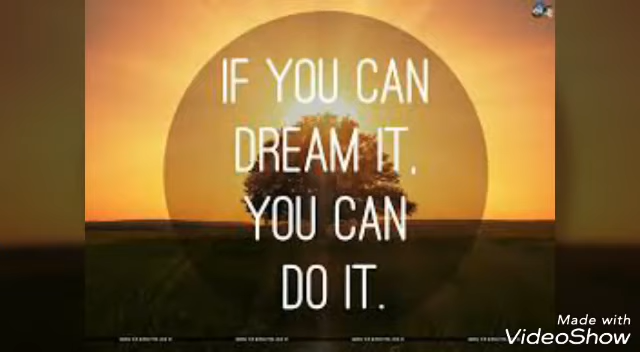 IF YOU CAN
DREAM IT,
YOU CAN
DO IT.
Made with
VideoShow